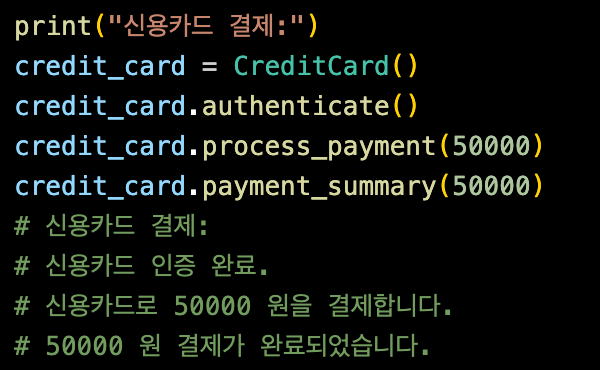 print("신용카드 결제:")
credit_card = CreditCard()
credit_card.authenticate()
credit_card.process_payment(50000)
credit_card.payment_summary(50000)
# 신용카드 결제:
# 신용카드 인증 완료.
# 신용카드로 50000 원을 결제합니다.
# 50000 원 결제가 완료되었습니다.